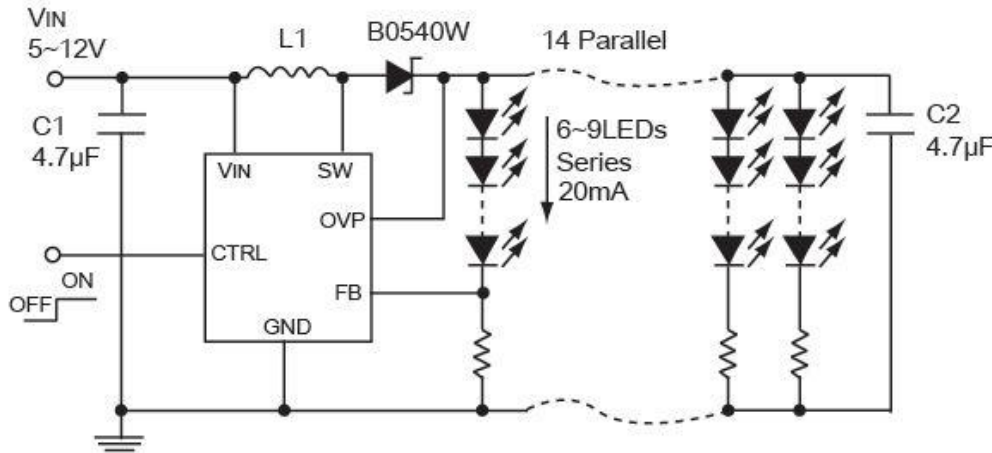 VIN
5~12V
L1
B0540W
14 Parallel
C1
4.7µF
VIN
SW
OVP
6~9LEDs
Series
20mA
C2
4.7µF
CTRL
FB
ON
OFF
GND